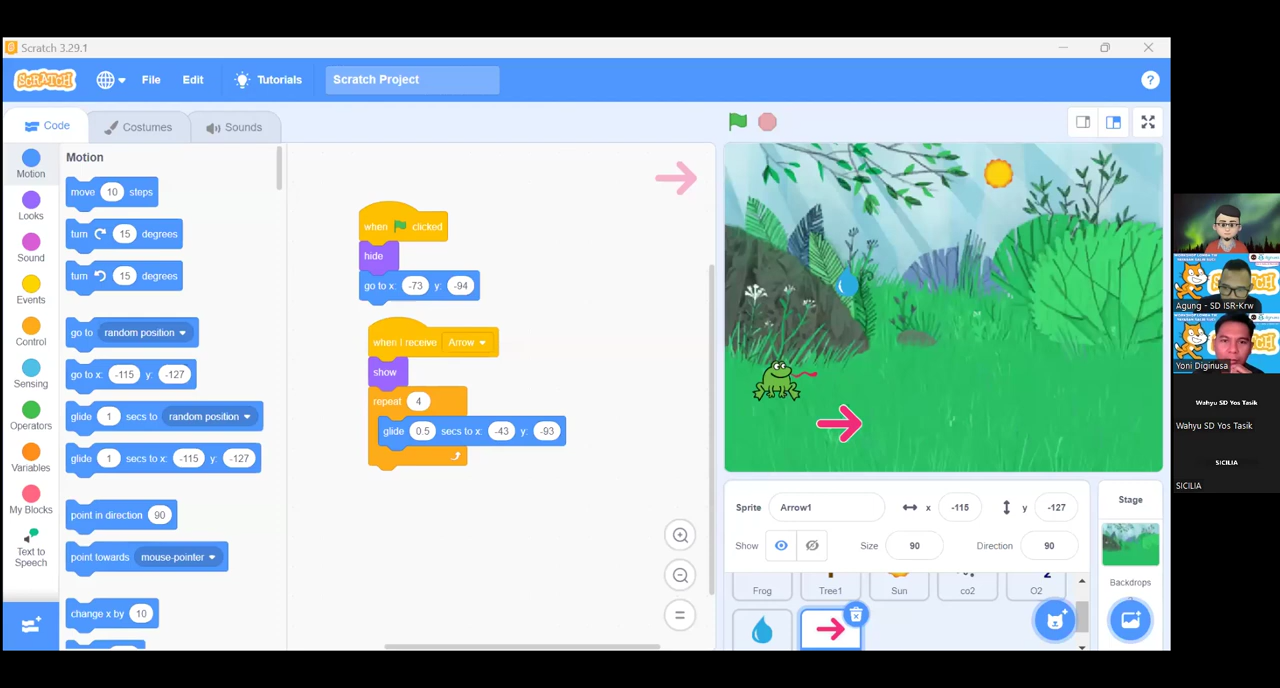 Scratch 3.29.1
SCRATCH
File
Edit
Tutorials
Scratch Project
?
Code
Costumes
Sounds
Motion
Looks
Sound
Events
Control
Sensing
Operators
Variables
My Blocks
Text to
Speech
Motion
move 10 steps
turn 15 degrees
turn 15 degrees
go to random position
go to x: -115 y: -127
glide 1 secs to random position
glide 1 secs to x: -115 y: -127
point in direction 90
point towards mouse-pointer
change x by 10
when clicked
hide
go to x: -73 y: -94
when I receive Arrow
show
repeat 4
glide 0.5 secs to x: -43 y: -93
Sprite Arrow1 x -115 y -127
Show Size 90 Direction 90
Frog
Tree1
Sun
co2
O2
Stage
Backdrops
Agung - SD ISR-Krw
Yoni Diginusa
Wahyu SD Yos Tasik
Wahyu SD Yos Tasik
SICILIA
SICILIA